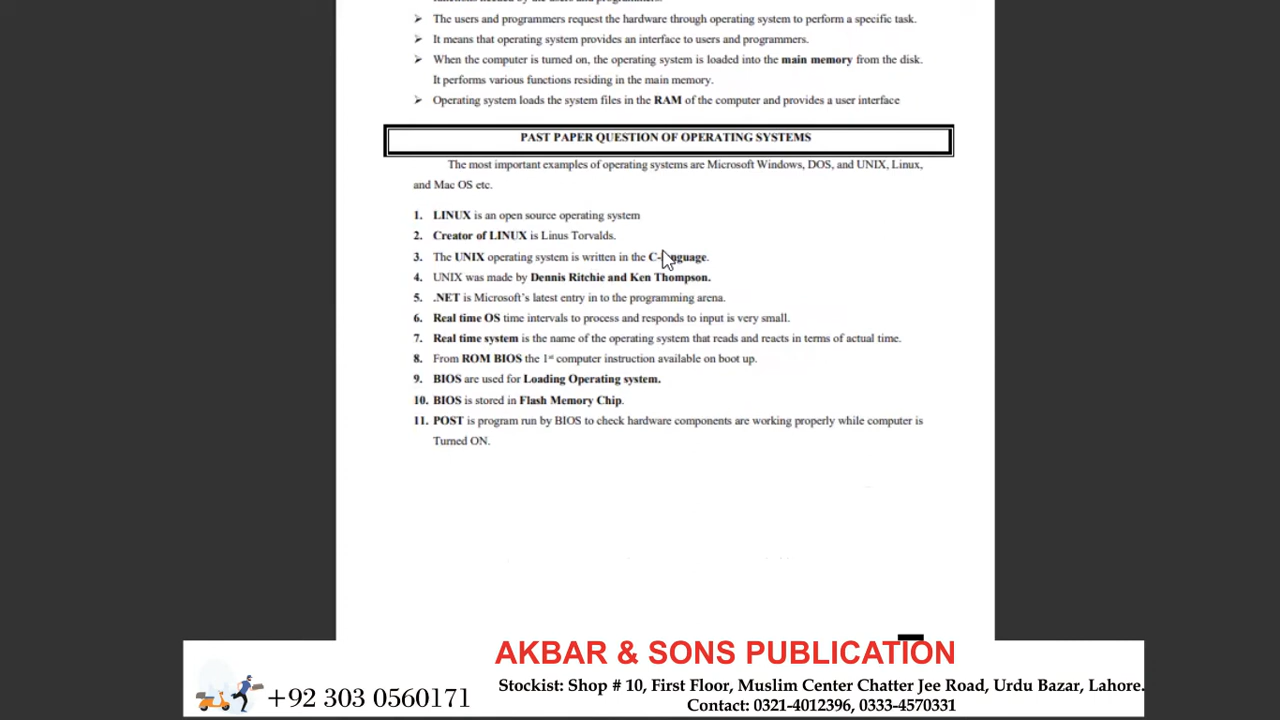 ➢ The users and programmers request the hardware through operating system to perform a specific task.
➢ It means that operating system provides an interface to users and programmers.
➢ When the computer is turned on, the operating system is loaded into the main memory from the disk.
It performs various functions residing in the main memory.
➢ Operating system loads the system files in the RAM of the computer and provides a user interface
PAST PAPER QUESTION OF OPERATING SYSTEMS
The most important examples of operating systems are Microsoft Windows, DOS, and UNIX, Linux,
and Mac OS etc.
1. LINUX is an open source operating system
2. Creator of LINUX is Linus Torvalds.
3. The UNIX operating system is written in the
4. UNIX was made by Dennis Ritchie and Ken Thompson.
5. .NET is Microsoft's latest entry in to the programming arena.
6. Real time OS time intervals to process and responds to input is very small.
7. Real time system is the name of the operating system that reads and reacts in terms of actual time.
8. From ROM BIOS the 1st computer instruction available on boot up.
9. BIOS are used for Loading Operating system.
10. BIOS is stored in Flash Memory Chip.
11. POST is program run by BIOS to check hardware components are working properly while computer is
Turned ON.
AKBAR & SONS PUBLICATION
+92 303 0560171
Stockist: Shop # 10, First Floor, Muslim Center Chatter Jee Road, Urdu Bazar, Lahore.
Contact: 0321-4012396, 0333-4570331